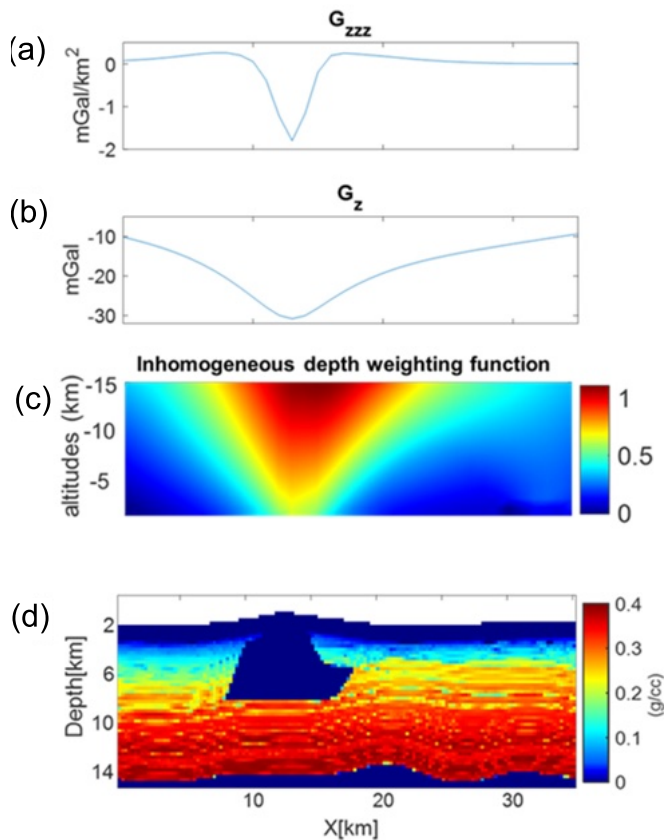 (a)
G_zzz
mGal/km²
0
-1
-2
(b)
G_z
mGal
-10
-20
-30
(c)
Inhomogeneous depth weighting function
altitudes (km)
-15
-10
-5
1
0.5
0
(d)
Depth[km]
2
6
10
14
0.4
0.3
0.2
0.1
0
(g/cc)
10
20
30
X[km]